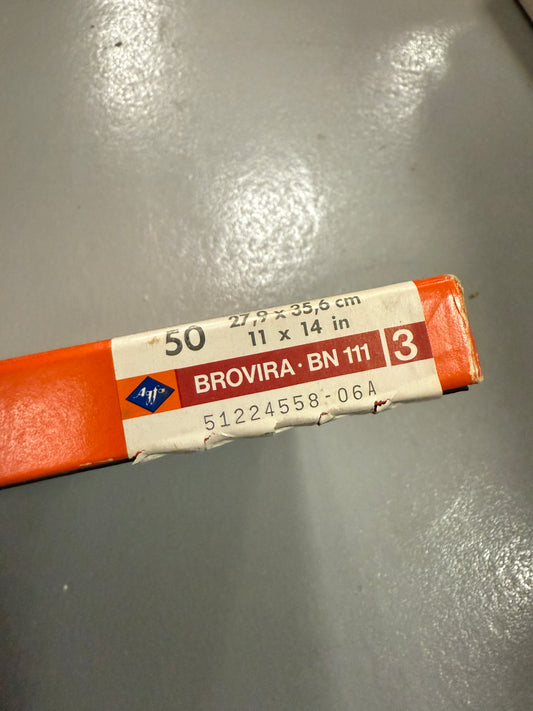 50
27,9 x 35,6 cm
11 x 14 in
BROVIRA·BN 111 3
51224558-06A